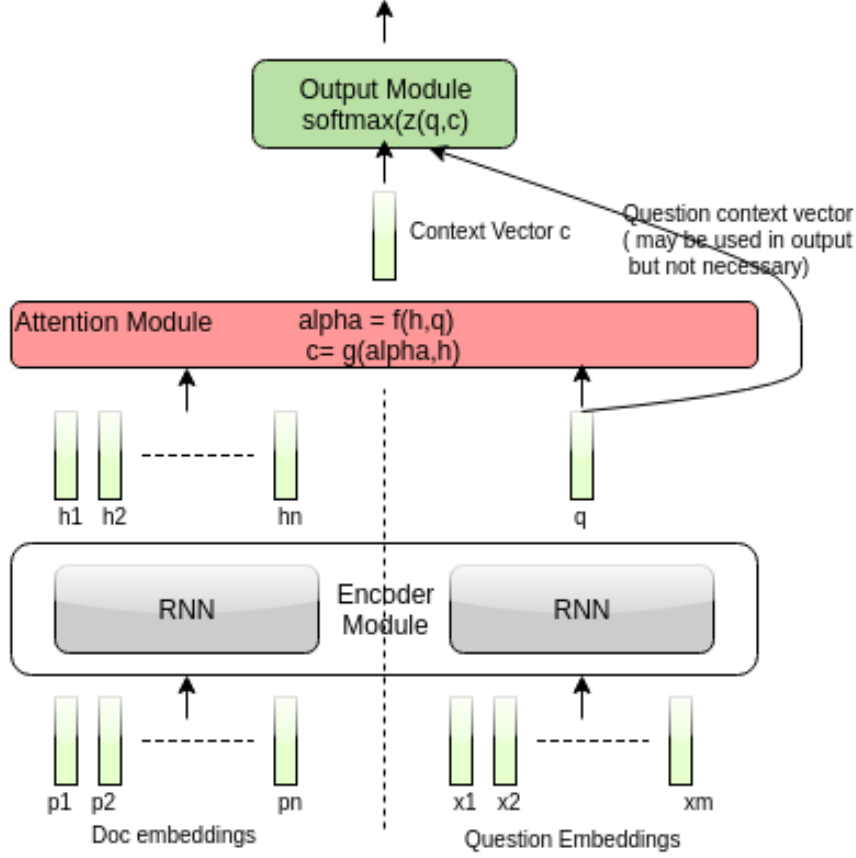 Output Module
softmax(z(q,c)
Context Vector c
Question context vector
( may be used in output
but not necessary)
Attention Module
alpha = f(h,q)
c= g(alpha,h)
h1 h2 hn
q
RNN
Encoder
Module
RNN
p1 p2 pn
x1 x2 xm
Doc embeddings
Question Embeddings